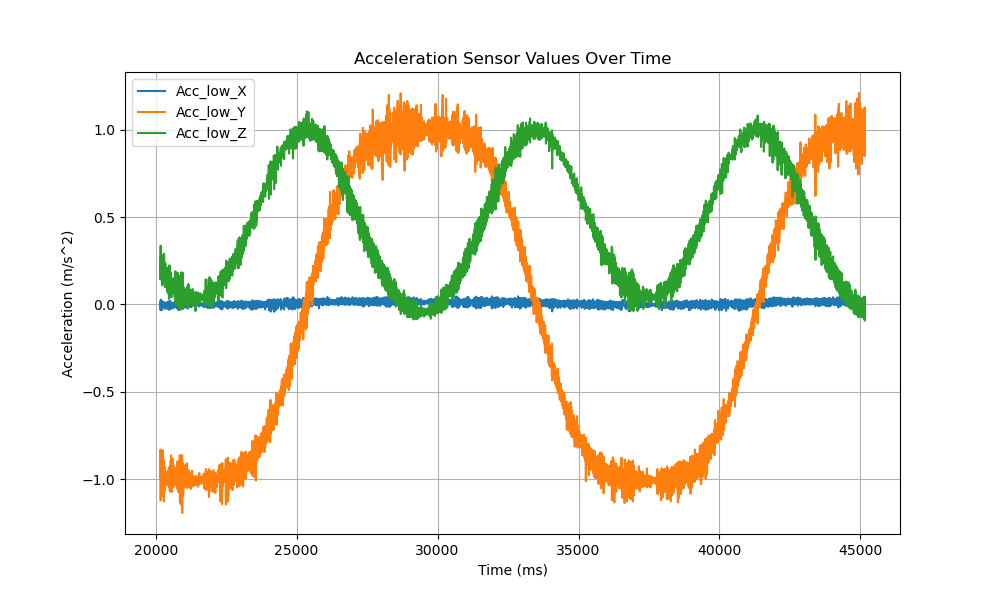 Acceleration Sensor Values Over Time
Acc_low_X
Acc_low_Y
Acc_low_Z
Acceleration (m/s^2)
1.0
0.5
0.0
−0.5
−1.0
20000 25000 30000 35000 40000 45000
Time (ms)